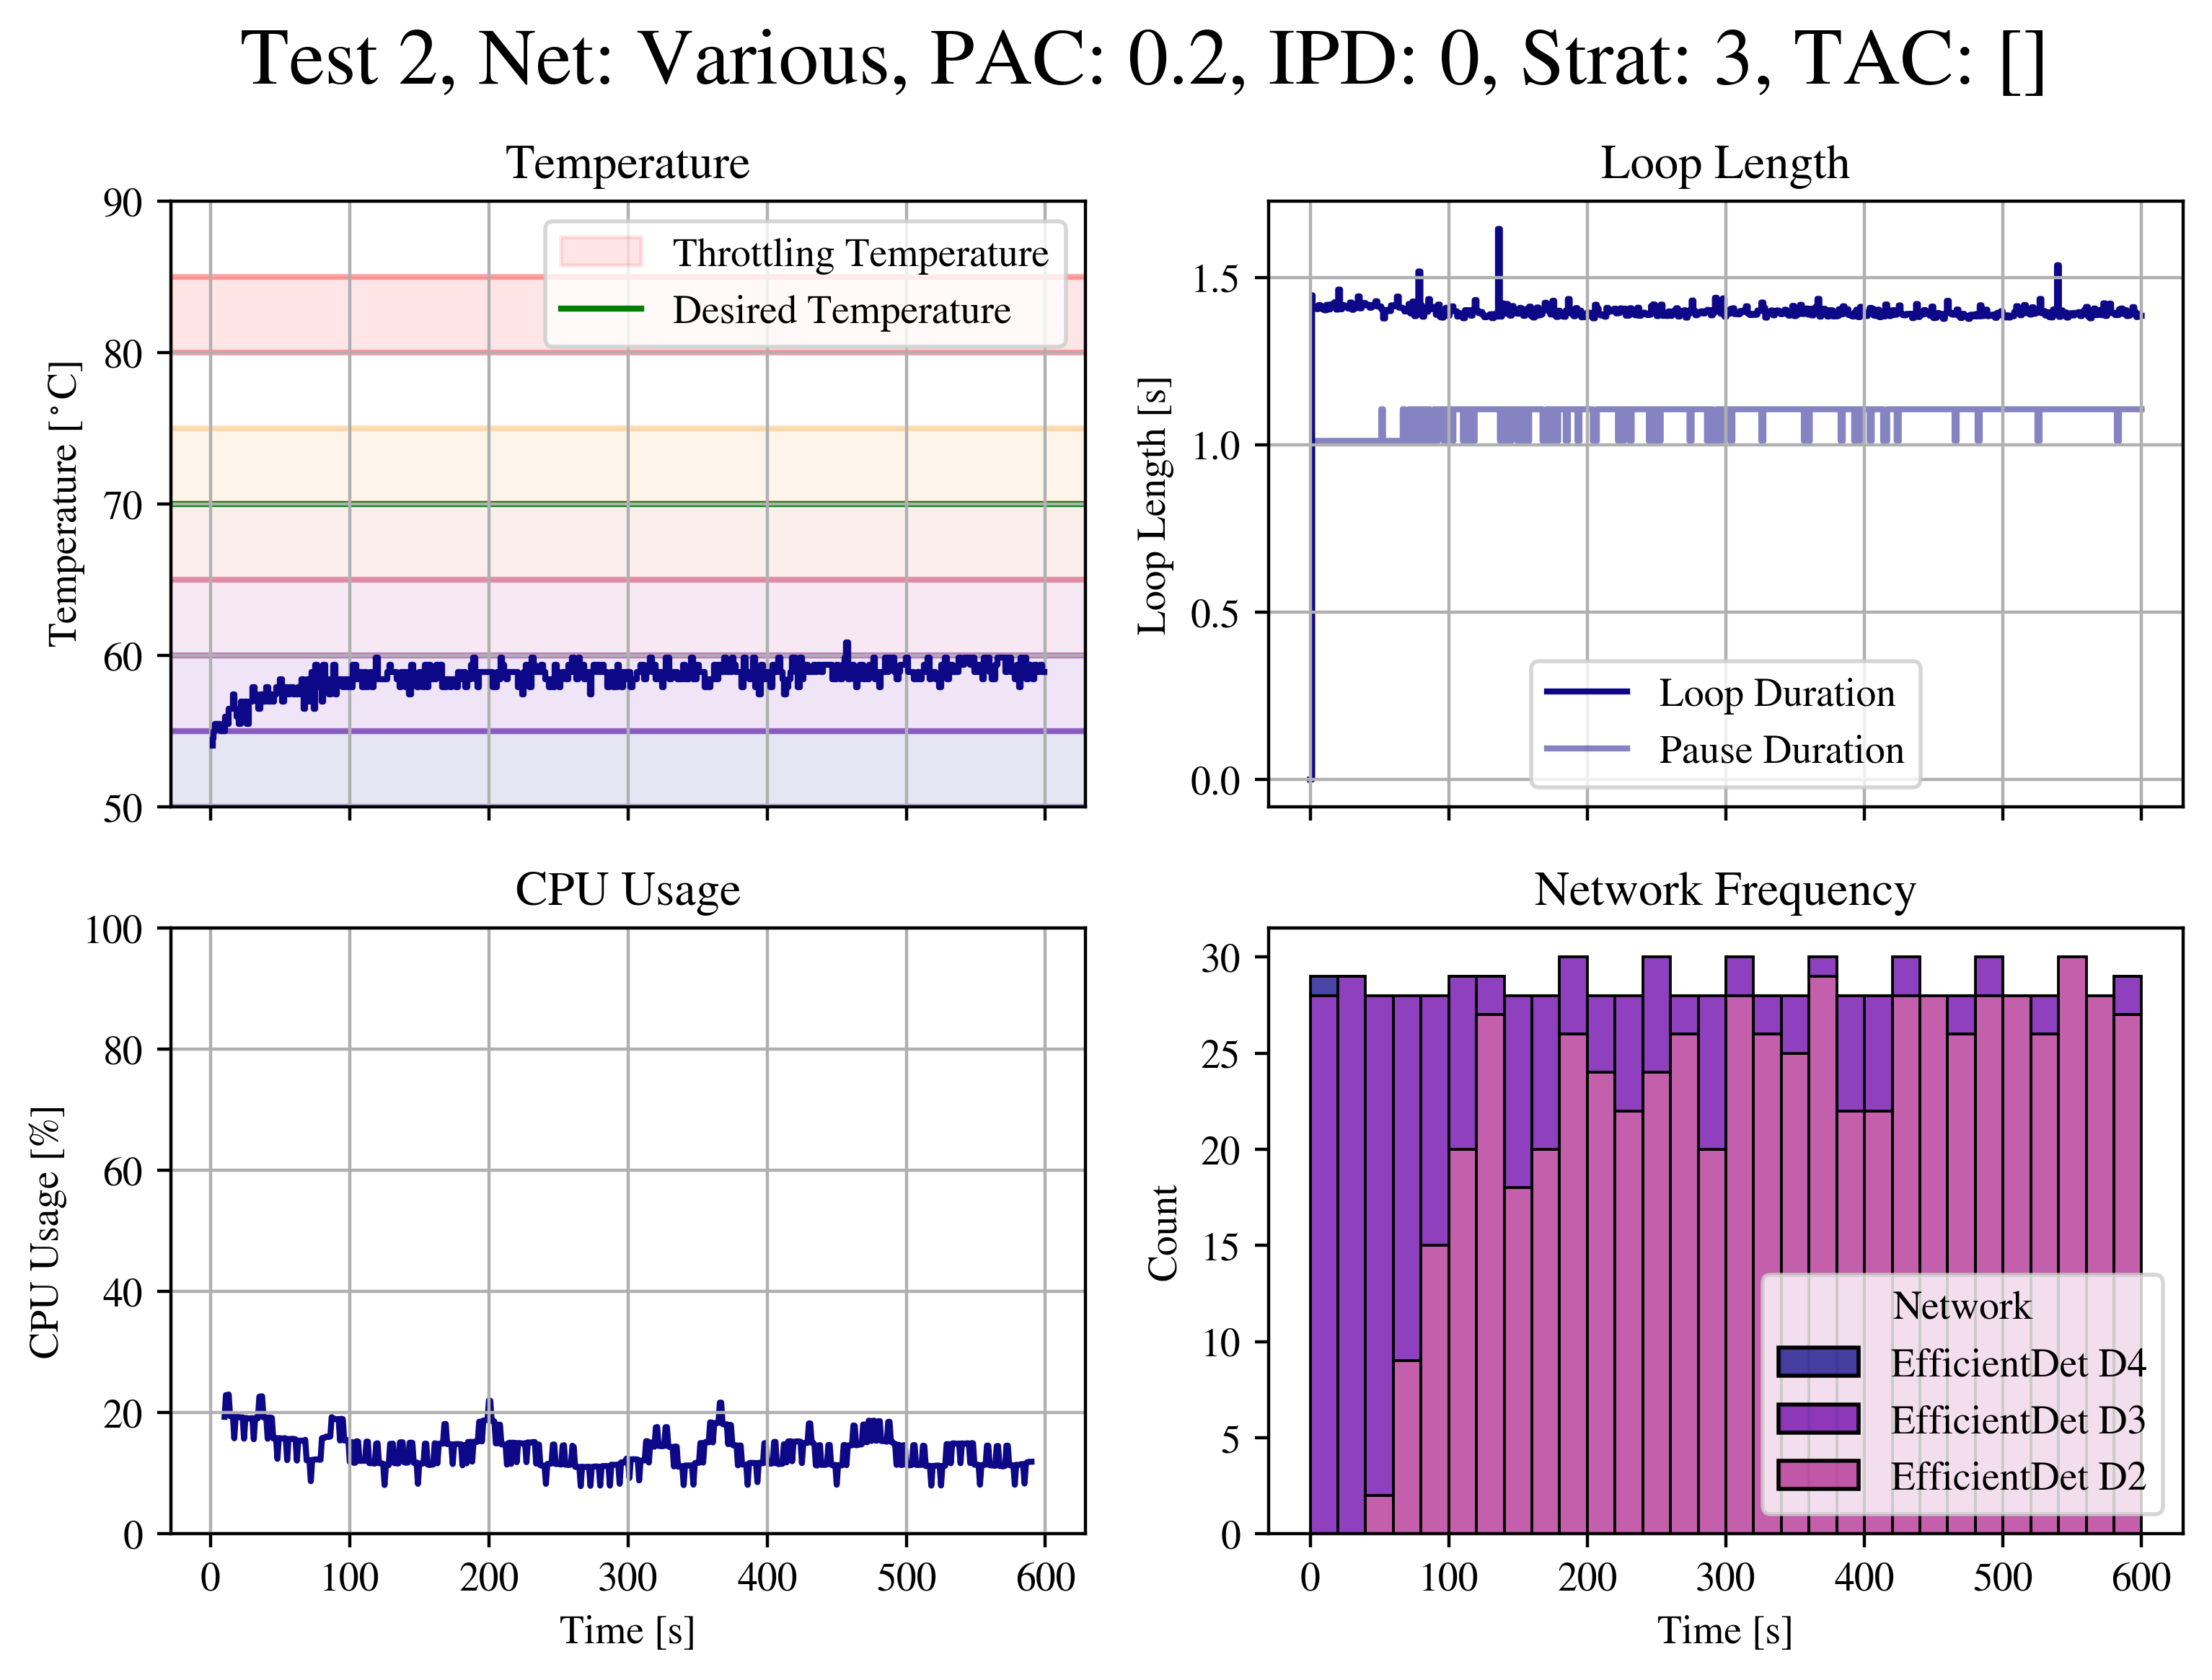 Test 2, Net: Various, PAC: 0.2, IPD: 0, Strat: 3, TAC: []
Temperature
90
80
70
60
50
Temperature [°C]
Throttling Temperature
Desired Temperature
Loop Length
1.5
1.0
0.5
0.0
Loop Length [s]
Loop Duration
Pause Duration
CPU Usage
100
80
60
40
20
0
CPU Usage [%]
0 100 200 300 400 500 600
Time [s]
Network Frequency
30
25
20
15
10
5
0
Count
Network
EfficientDet D4
EfficientDet D3
EfficientDet D2
0 100 200 300 400 500 600
Time [s]